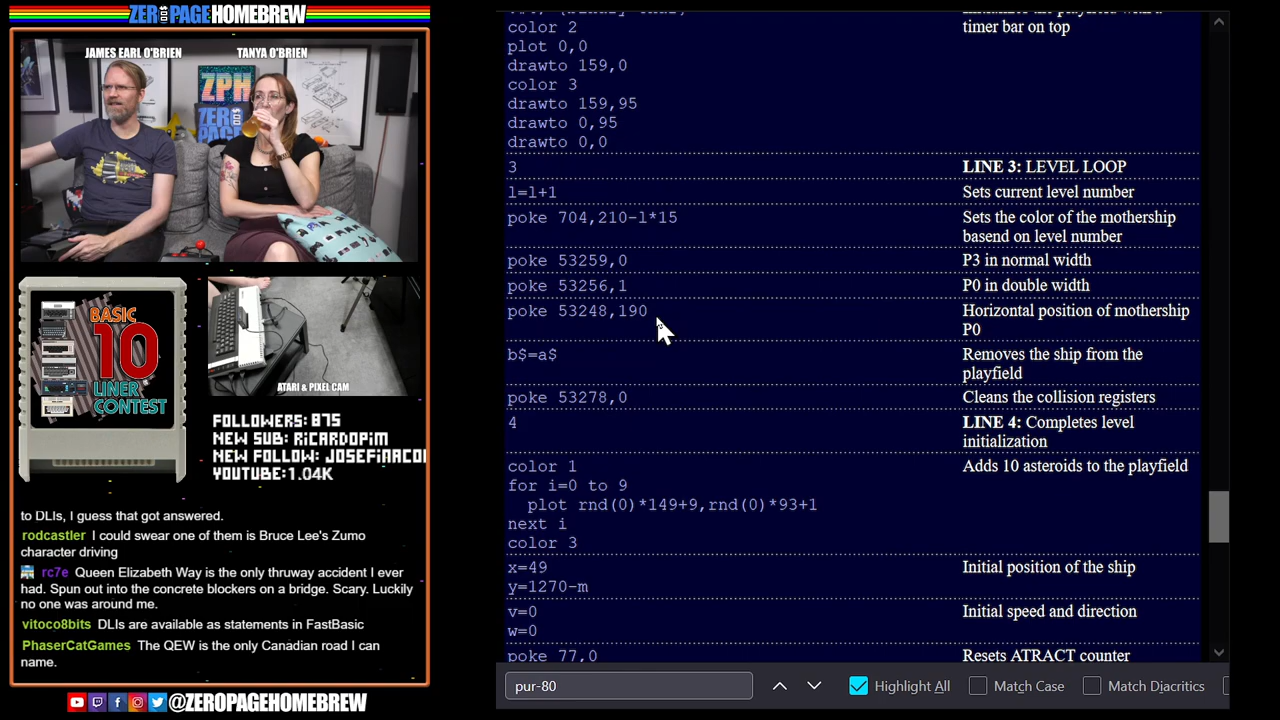 ZERO PAGE HOMEBREW
JAMES EARL O'BRIEN
TANYA O'BRIEN
ZPH
ZERO
PAGE
BASIC
10
LINER
CONTEST
ATARI & PIXEL CAM
FOLLOWERS: 875
NEW SUB: RICARDOPIM
NEW FOLLOW: JOSEFINACO
YOUTUBE:1.04K
to DLIs, I guess that got answered.
rodcastler I could swear one of them is Bruce Lee's Zumo
character driving
rc7e Queen Elizabeth Way is the only thruway accident I ever
had. Spun out into the concrete blockers on a bridge. Scary. Luckily
no one was around me.
vitoco8bits DLIs are available as statements in FastBasic
PhaserCatGames The QEW is the only Canadian road I can
name.
@ZEROPAGEHOMEBREW
color 2
timer bar on top
plot 0,0
drawto 159,0
color 3
drawto 159,95
drawto 0,95
drawto 0,0
3
LINE 3: LEVEL LOOP
l=l+1
Sets current level number
poke 704,210-l*15
Sets the color of the mothership
basend on level number
poke 53259,0
P3 in normal width
poke 53256,1
P0 in double width
poke 53248,190
Horizontal position of mothership
P0
b$=a$
Removes the ship from the
playfield
poke 53278,0
Cleans the collision registers
4
LINE 4: Completes level
initialization
color 1
Adds 10 asteroids to the playfield
for i=0 to 9
plot rnd(0)*149+9,rnd(0)*93+1
next i
color 3
x=49
Initial position of the ship
y=1270-m
v=0
Initial speed and direction
w=0
poke 77,0
Resets ATRACT counter
pur-80
Highlight All
Match Case
Match Diacritics